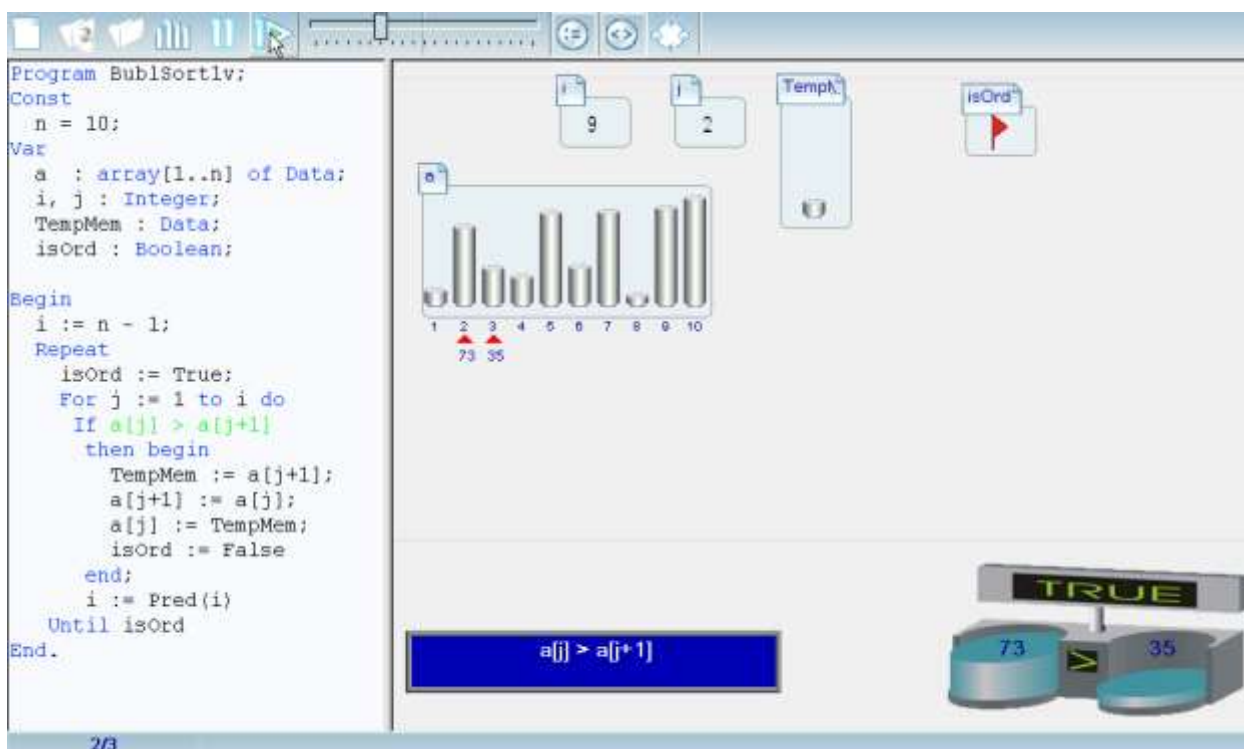 Program BublSort1v;
Const
n = 10;
Var
a : array[1..n] of Data;
i, j : Integer;
TempMem : Data;
isOrd : Boolean;
Begin
i := n - 1;
Repeat
isOrd := True;
For j := 1 to i do
If a[j] > a[j+1]
then begin
TempMem := a[j+1];
a[j+1] := a[j];
a[j] := TempMem;
isOrd := False
end;
i := Pred(i)
Until isOrd
End.
2/3
i
9
j
2
isOrd
a
1 2 3 4 5 6 7 8 9 10
73 35
a[j] > a[j+1]
TRUE
73 > 35